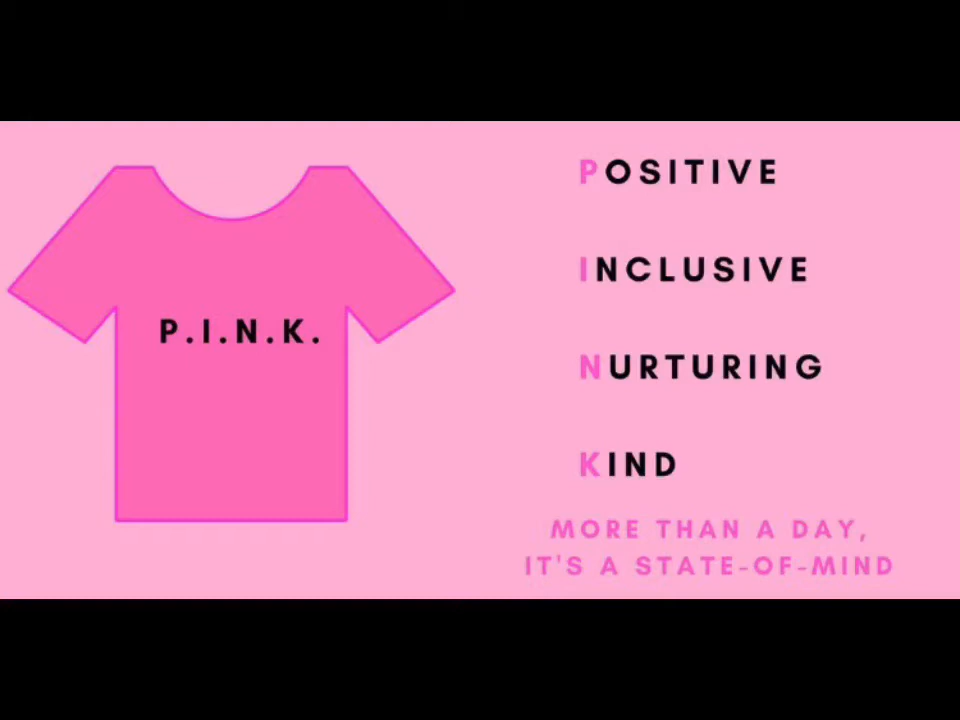 P.I.N.K.
POSITIVE
INCLUSIVE
NURTURING
KIND
MORE THAN A DAY,
IT'S A STATE-OF-MIND